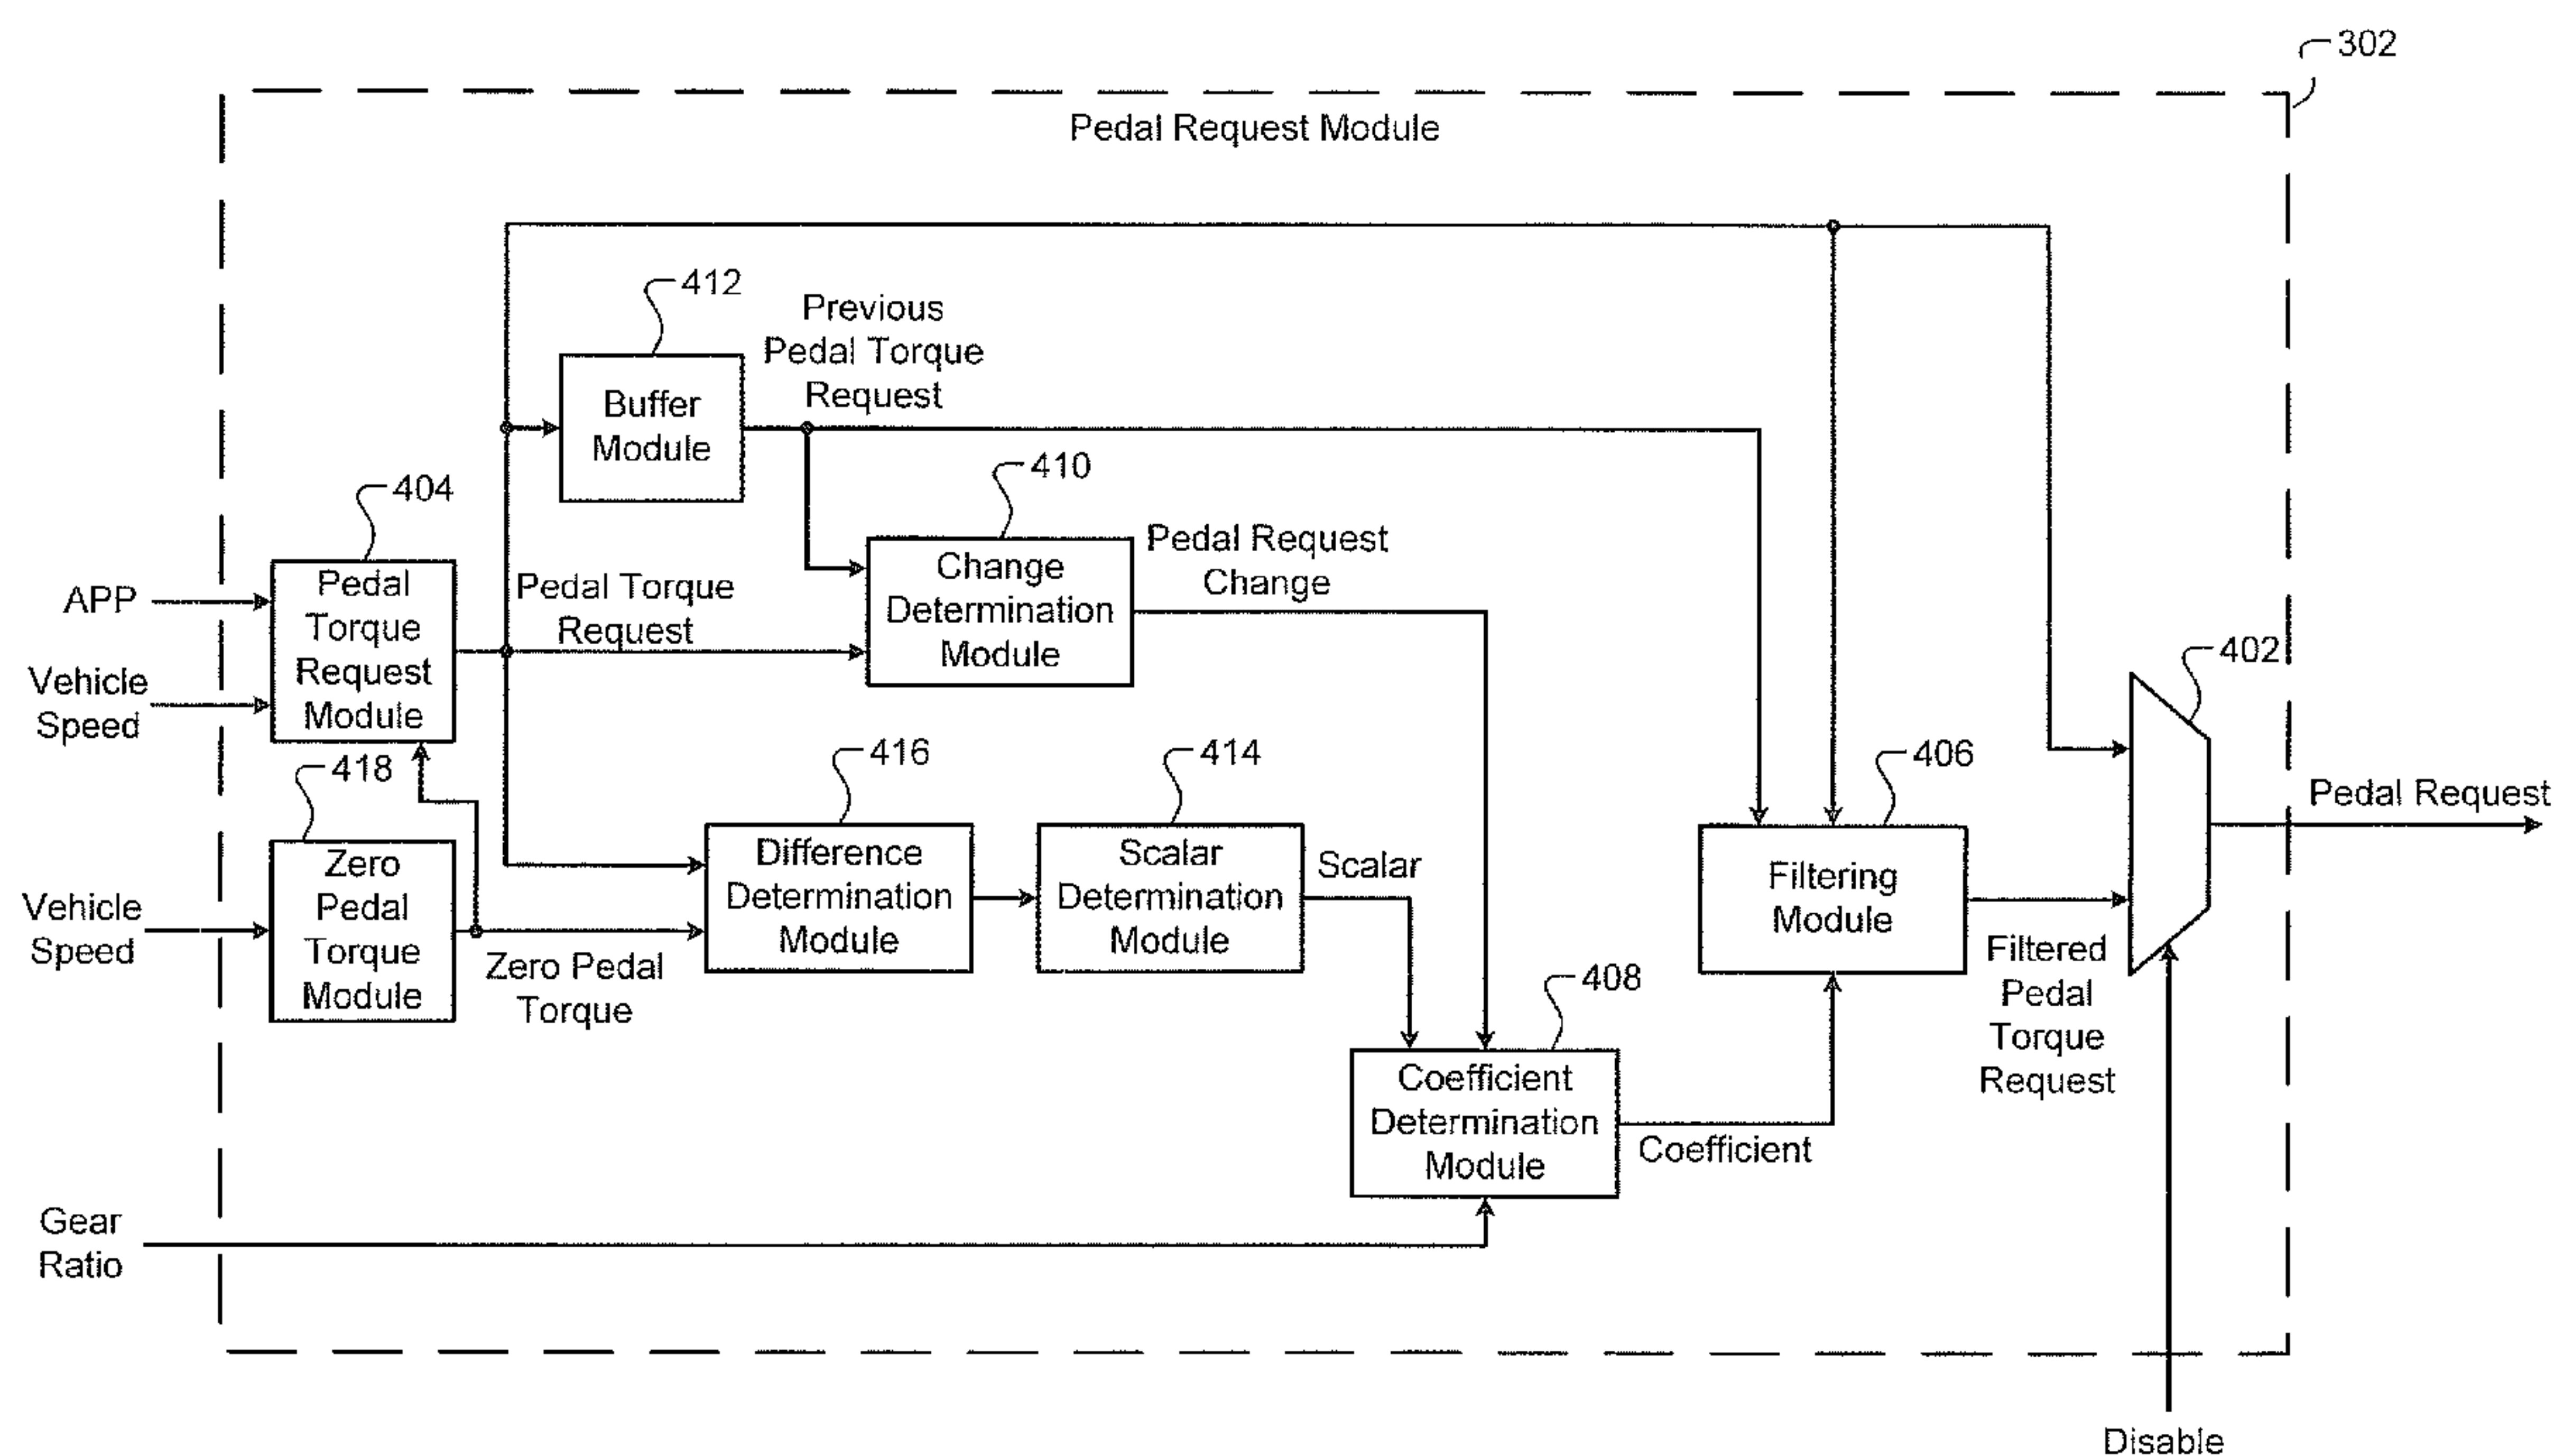 302
Pedal Request Module
412
Previous
Pedal Torque
Request
Buffer
Module
410
404
Pedal Request
Change
Change
Determination
Module
APP
Pedal
Torque
Request
Module
Pedal Torque
Request
Vehicle
Speed
402
418
416
414
406
Pedal Request
Zero
Pedal
Torque
Module
Difference
Determination
Module
Scalar
Determination
Module
Scalar
Filtering
Module
Vehicle
Speed
Zero Pedal
Torque
Filtered
Pedal
Torque
Request
408
Coefficient
Determination
Module
Coefficient
Gear
Ratio
Disable